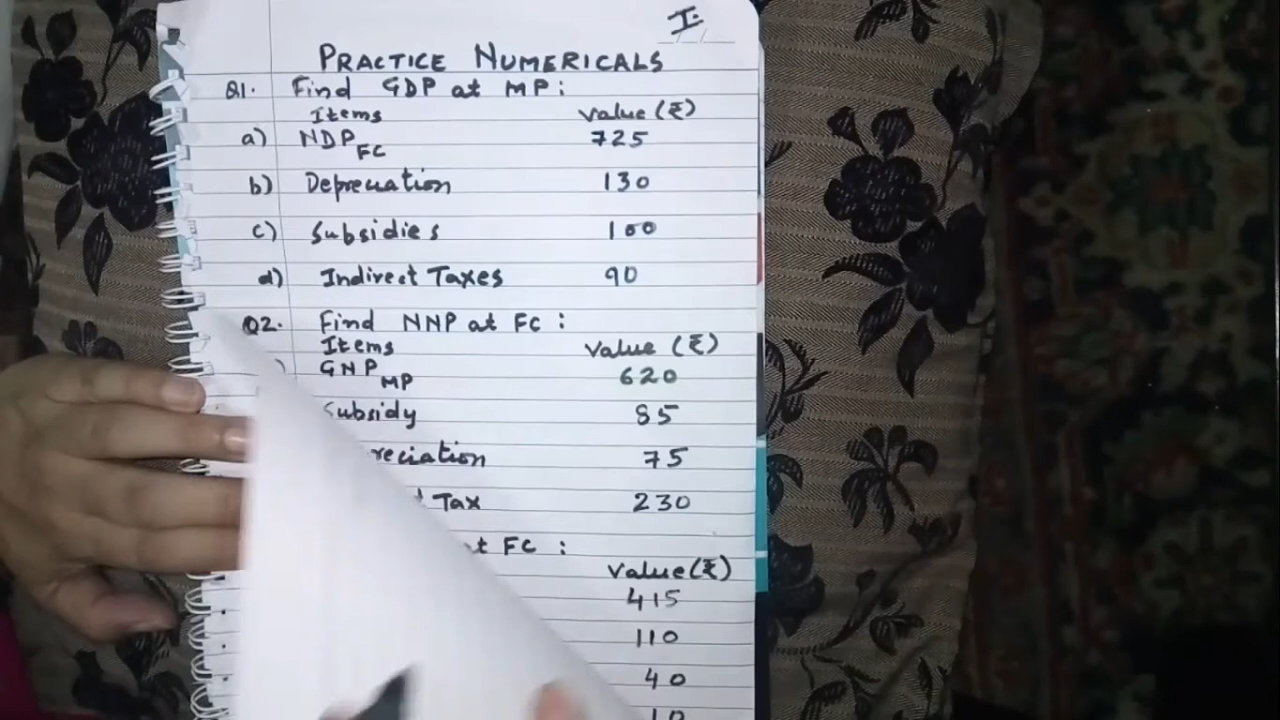 I.
PRACTICE NUMERICALS
Q1. Find GDP at MP:
Items Value (₹)
a) NDP FC 725
b) Depreciation 130
c) Subsidies 100
d) Indirect Taxes 90
Q2. Find NNP at FC:
Items Value (₹)
GNP MP 620
Subsidy 85
reciation 75
Tax 230
at FC:
Value (₹)
415
110
40
10